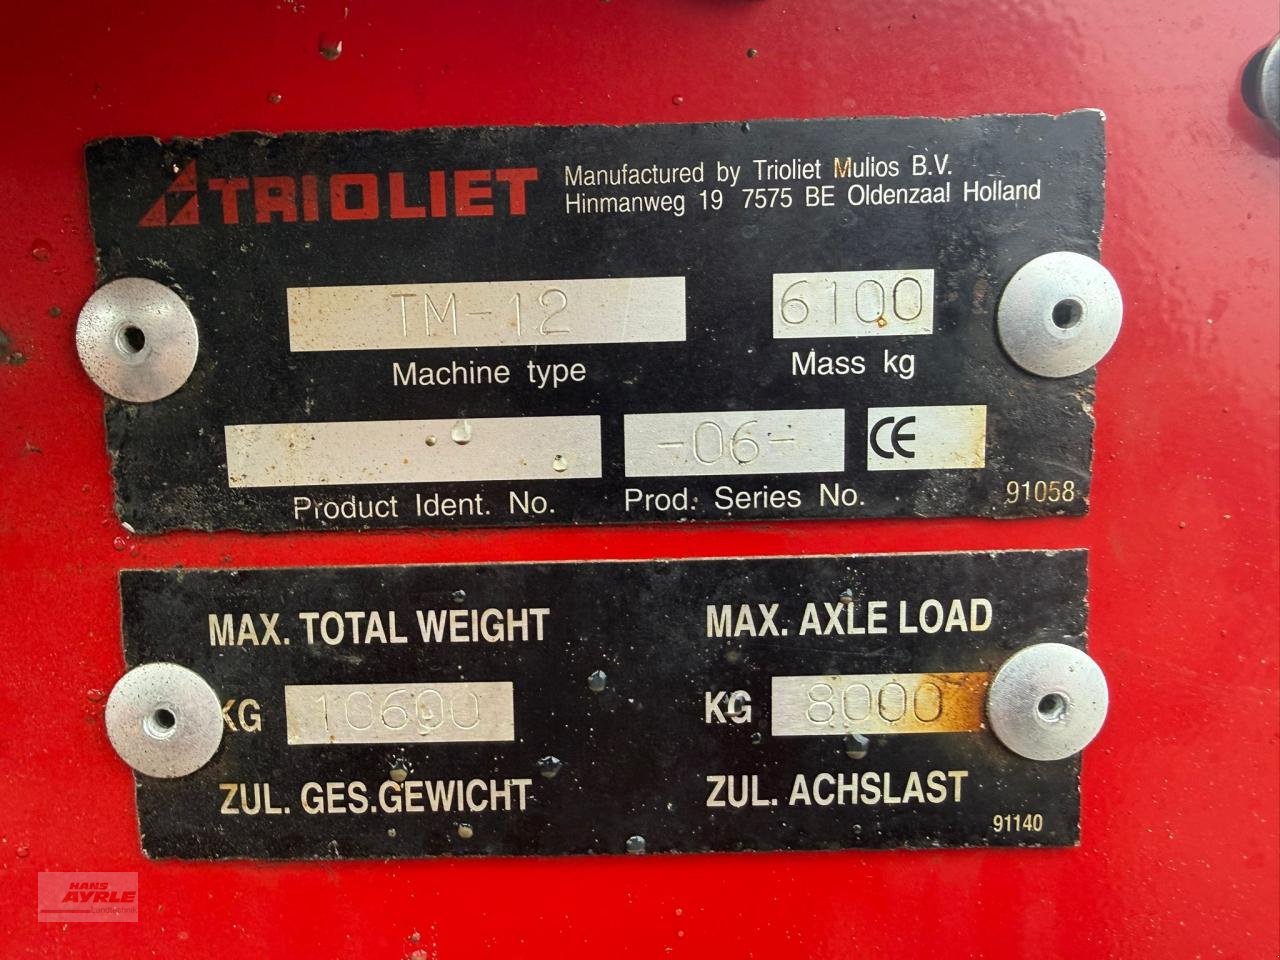 TRIOLIET
Manufactured by Trioliet Mullos B.V.
Hinmanweg 19 7575 BE Oldenzaal Holland
TM-12
6100
Machine type
Mass kg
-06-
CE
Product Ident. No.
Prod. Series No.
91058
MAX. TOTAL WEIGHT
MAX. AXLE LOAD
KG 10600
KG 8000
ZUL. GES.GEWICHT
ZUL. ACHSLAST
91140
HANS
AYRLE
Landtechnik